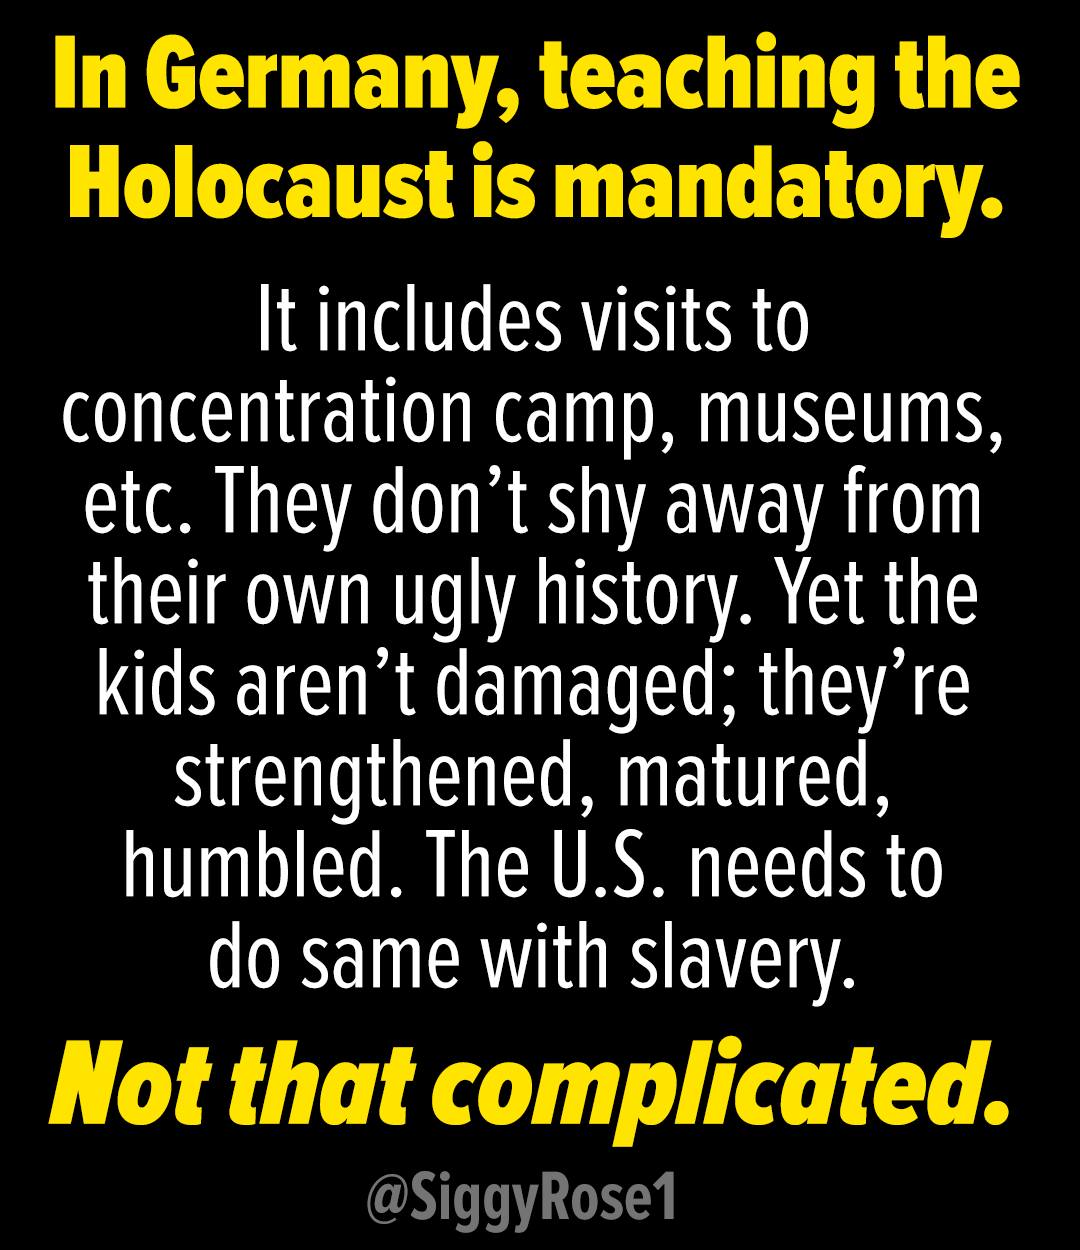 In Germany, teaching the
Holocaust is mandatory.
It includes visits to
concentration camp, museums,
etc. They don’t shy away from
their own ugly history. Yet the
kids aren’t damaged; they’re
strengthened, matured,
humbled. The U.S. needs to
do same with slavery.
Not that complicated.
@SiggyRose1